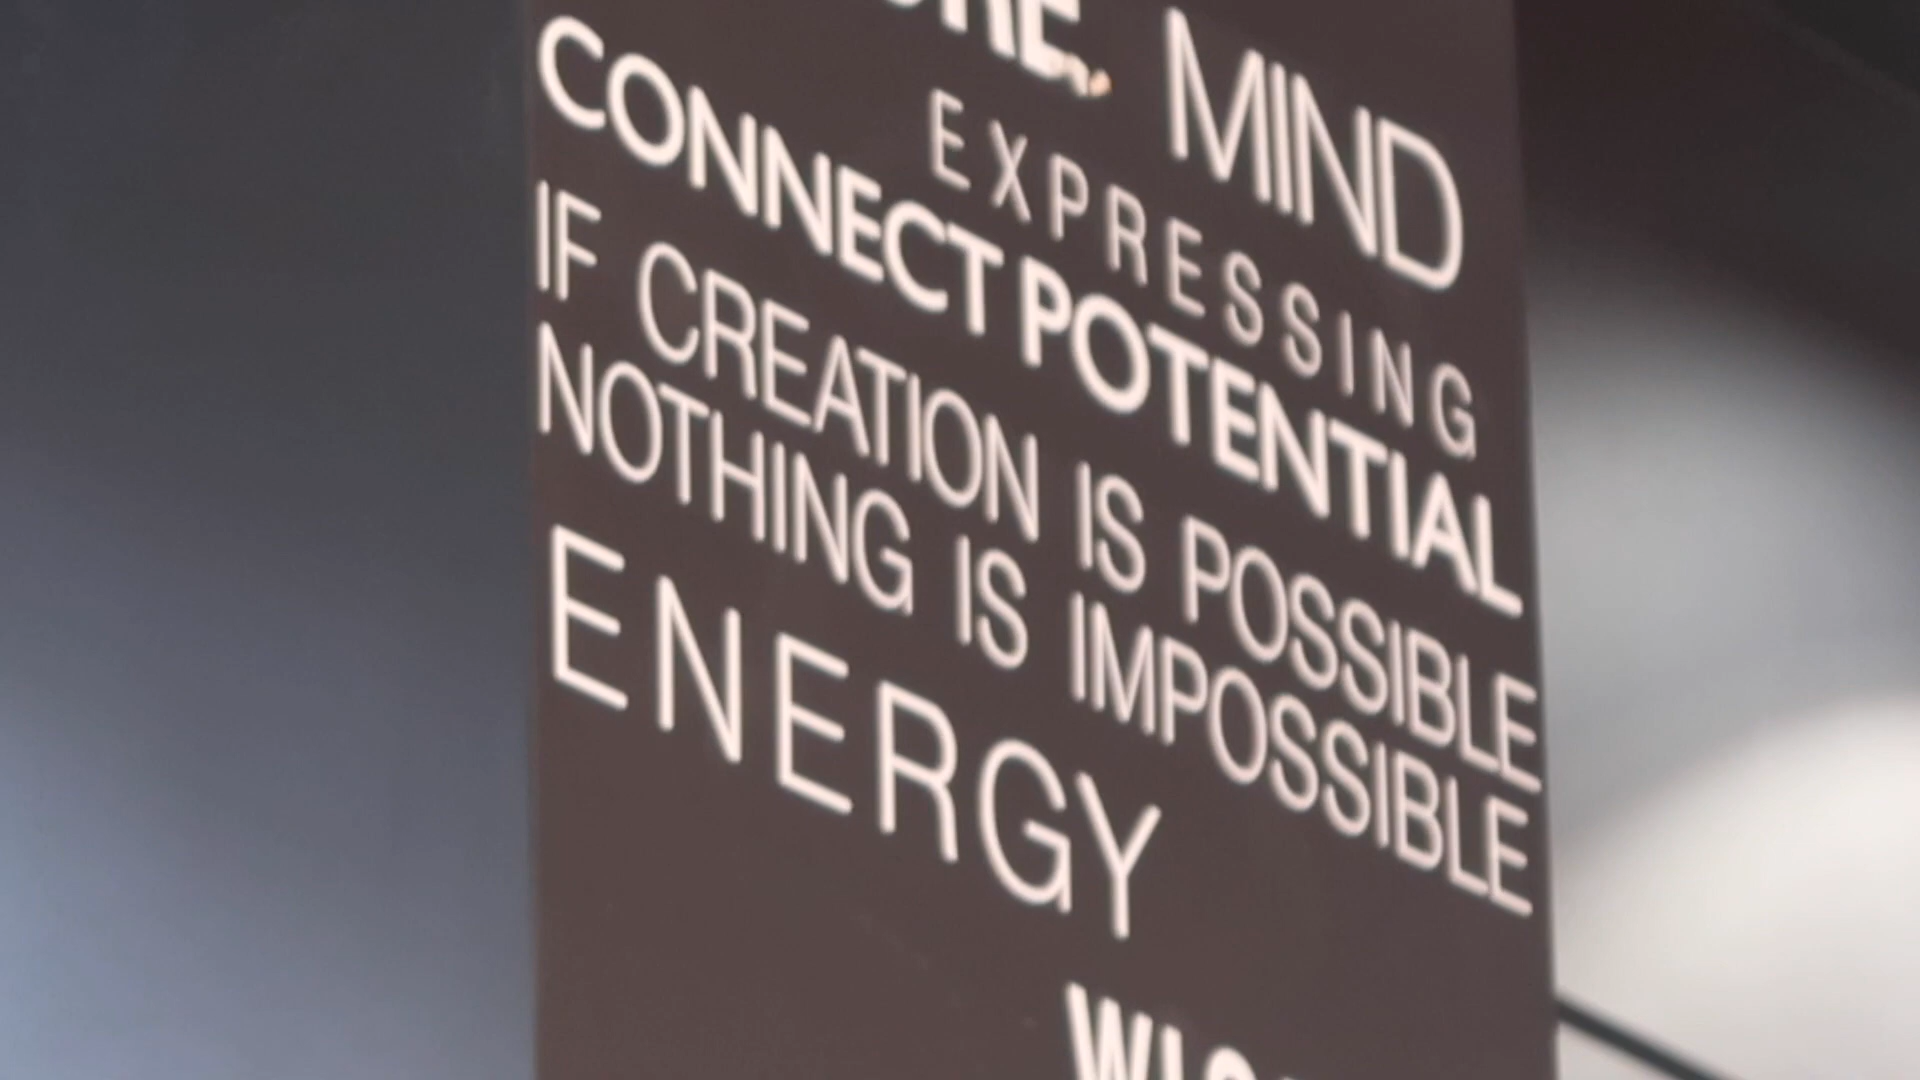 MIND
EXPRESSING
CONNECT POTENTIAL
IF CREATION IS POSSIBLE
NOTHING IS IMPOSSIBLE
ENERGY